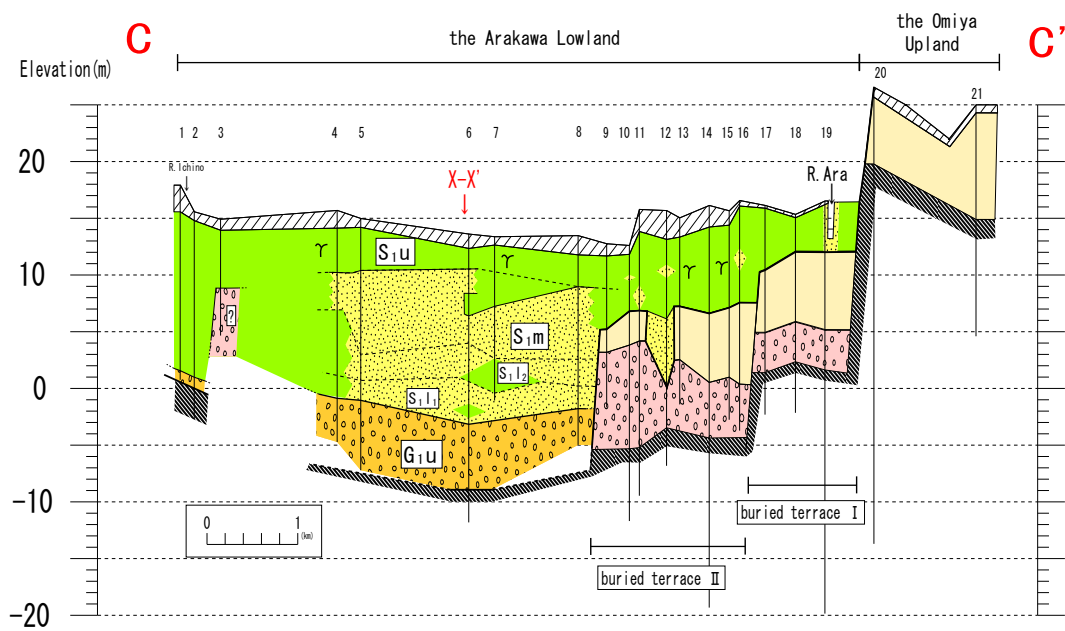 C
the Arakawa Lowland
the Omiya
Upland
C'
Elevation(m)
20
21
1 2 3 4 5 6 7 8 9 10 11 12 13 14 15 16 17 18 19
R. Ichino
X-X'
R. Ara
20
10
0
-10
-20
γ
S₁u
γ
γ
γ
?
S₁m
S₁l₂
S₁l₁
G₁u
0
1
(km)
buried terrace Ⅰ
buried terrace Ⅱ